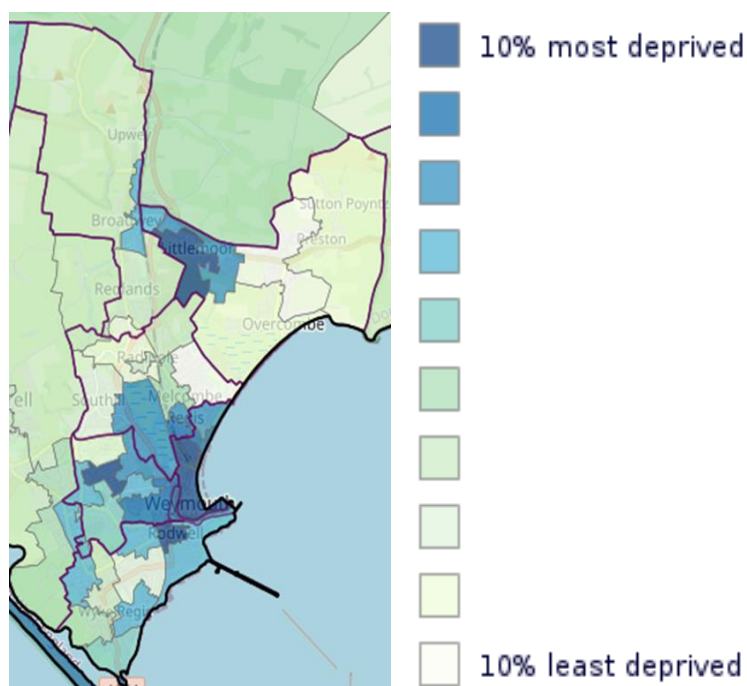 10% most deprived
Upwey
Sutton Poyntz
Broadwey
Littlemoor
Preston
Redlands
Overcombe
Radipole
ell
Southill
Melcombe
Regis
Weymouth
Rodwell
Wyke Regis
10% least deprived